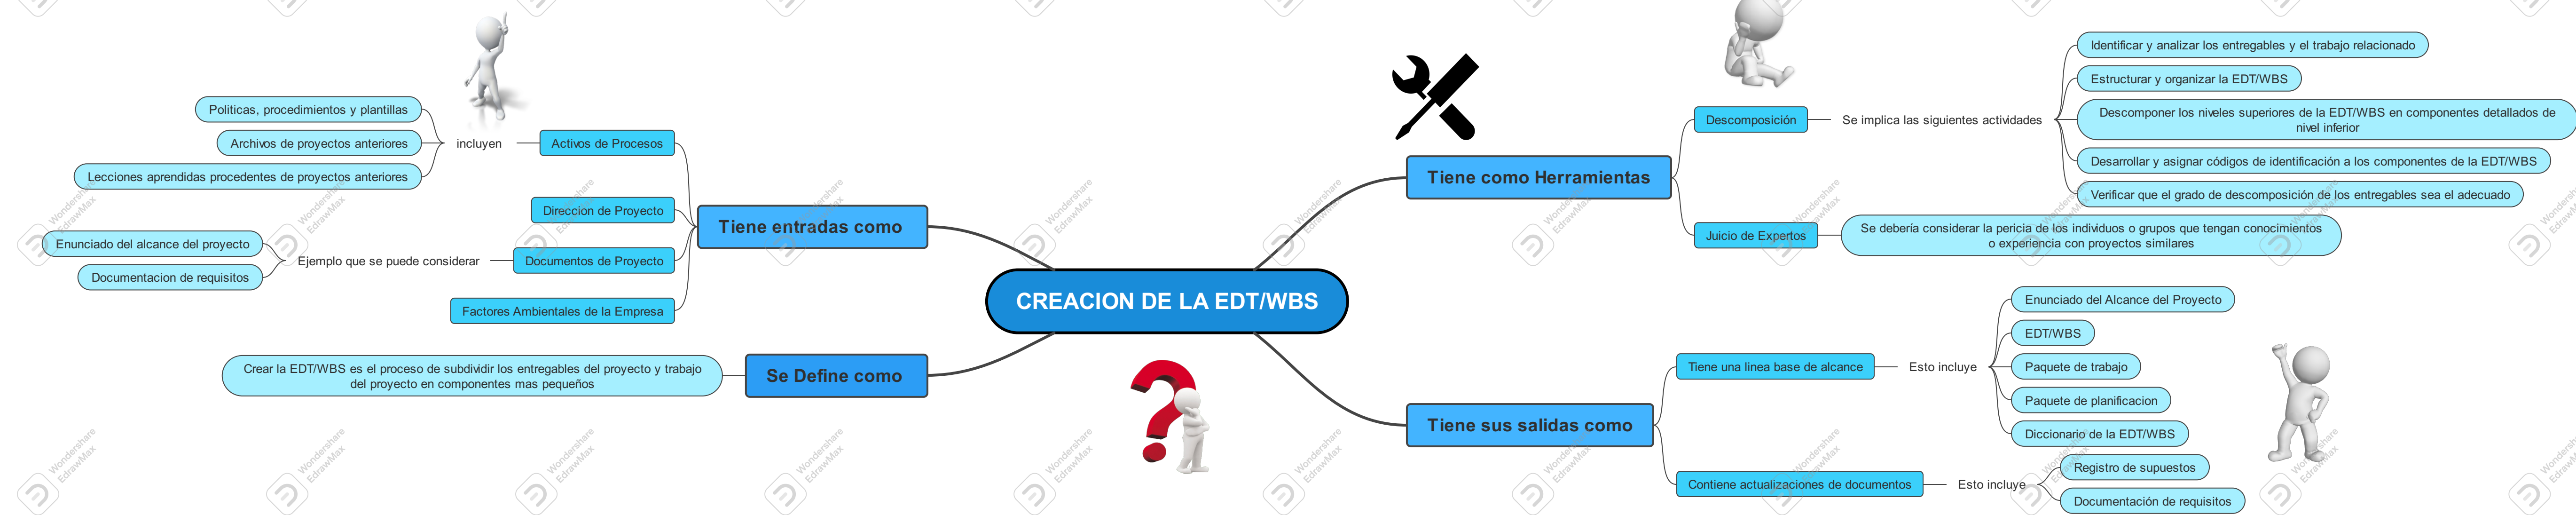 CREACION DE LA EDT/WBS
Tiene entradas como
Activos de Procesos
incluyen
Politicas, procedimientos y plantillas
Archivos de proyectos anteriores
Lecciones aprendidas procedentes de proyectos anteriores
Dirección de Proyecto
Documentos de Proyecto
Ejemplo que se puede considerar
Enunciado del alcance del proyecto
Documentacion de requisitos
Factores Ambientales de la Empresa
Se Define como
Crear la EDT/WBS es el proceso de subdividir los entregables del proyecto y trabajo
del proyecto en componentes mas pequeños
Tiene como Herramientas
Descomposición
Se implica las siguientes actividades
Identificar y analizar los entregables y el trabajo relacionado
Estructurar y organizar la EDT/WBS
Descomponer los niveles superiores de la EDT/WBS en componentes detallados de
nivel inferior
Desarrollar y asignar códigos de identificación a los componentes de la EDT/WBS
Verificar que el grado de descomposición de los entregables sea el adecuado
Juicio de Expertos
Se debería considerar la pericia de los individuos o grupos que tengan conocimientos
o experiencia con proyectos similares
Tiene sus salidas como
Tiene una linea base de alcance
Esto incluye
Enunciado del Alcance del Proyecto
EDT/WBS
Paquete de trabajo
Paquete de planificacion
Diccionario de la EDT/WBS
Contiene actualizaciones de documentos
Esto incluye
Registro de supuestos
Documentación de requisitos
Wondershare
EdrawMax